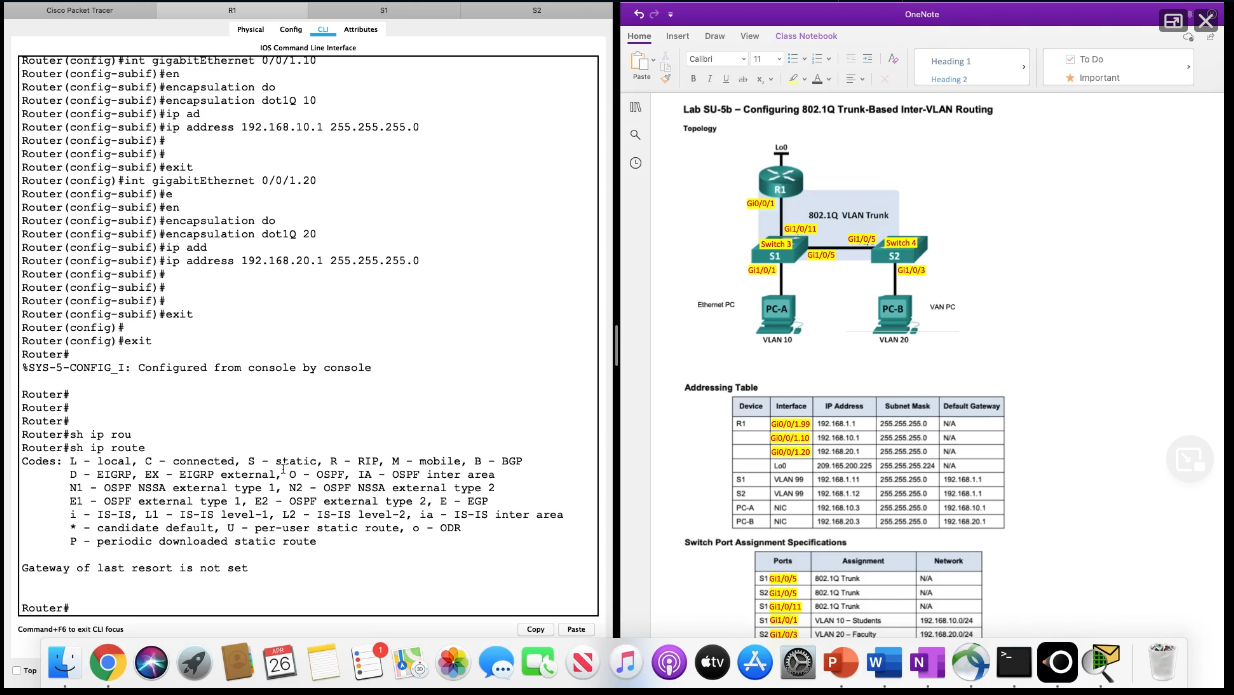 Cisco Packet Tracer
R1
S1
S2
Physical
Config
CLI
Attributes
IOS Command Line Interface
Router(config)#int gigabitEthernet 0/0/1.10
Router(config-subif)#en
Router(config-subif)#encapsulation do
Router(config-subif)#encapsulation dot1Q 10
Router(config-subif)#ip ad
Router(config-subif)#ip address 192.168.10.1 255.255.255.0
Router(config-subif)#
Router(config-subif)#
Router(config-subif)#exit
Router(config)#int gigabitEthernet 0/0/1.20
Router(config-subif)#e
Router(config-subif)#en
Router(config-subif)#encapsulation do
Router(config-subif)#encapsulation dot1Q 20
Router(config-subif)#ip add
Router(config-subif)#ip address 192.168.20.1 255.255.255.0
Router(config-subif)#
Router(config-subif)#
Router(config-subif)#
Router(config-subif)#exit
Router(config)#
Router(config)#exit
Router#
%SYS-5-CONFIG_I: Configured from console by console
Router#
Router#
Router#
Router#sh ip rou
Router#sh ip route
Codes: L - local, C - connected, S - static, R - RIP, M - mobile, B - BGP
D - EIGRP, EX - EIGRP external, O - OSPF, IA - OSPF inter area
N1 - OSPF NSSA external type 1, N2 - OSPF NSSA external type 2
E1 - OSPF external type 1, E2 - OSPF external type 2, E - EGP
i - IS-IS, L1 - IS-IS level-1, L2 - IS-IS level-2, ia - IS-IS inter area
* - candidate default, U - per-user static route, o - ODR
P - periodic downloaded static route
Gateway of last resort is not set
Router#
Command+F6 to exit CLI focus
Copy
Paste
Top
OneNote
Home
Insert
Draw
View
Class Notebook
Paste
Calibri
11
B I U ab x
A
Heading 1
Heading 2
To Do
Important
Lab SU-5b – Configuring 802.1Q Trunk-Based Inter-VLAN Routing
Topology
Lo0
R1
Gi0/0/1
802.1Q VLAN Trunk
Gi1/0/11
Gi1/0/5
Switch 3
Switch 4
S1
Gi1/0/5
S2
Gi1/0/1
Gi1/0/3
Ethernet PC
PC-A
PC-B
VAN PC
VLAN 10
VLAN 20
Addressing Table
Device Interface IP Address Subnet Mask Default Gateway
R1 Gi0/0/1.99 192.168.1.1 255.255.255.0 N/A
Gi0/0/1.10 192.168.10.1 255.255.255.0 N/A
Gi0/0/1.20 192.168.20.1 255.255.255.0 N/A
Lo0 209.165.200.225 255.255.255.224 N/A
S1 VLAN 99 192.168.1.11 255.255.255.0 192.168.1.1
S2 VLAN 99 192.168.1.12 255.255.255.0 192.168.1.1
PC-A NIC 192.168.10.3 255.255.255.0 192.168.10.1
PC-B NIC 192.168.20.3 255.255.255.0 192.168.20.1
Switch Port Assignment Specifications
Ports Assignment Network
S1 Gi1/0/5 802.1Q Trunk N/A
S2 Gi1/0/5 802.1Q Trunk N/A
S1 Gi1/0/11 802.1Q Trunk N/A
S1 Gi1/0/1 VLAN 10 – Students 192.168.10.0/24
S2 Gi1/0/3 VLAN 20 – Faculty 192.168.20.0/24
APR
26
1
tv
P
W
N